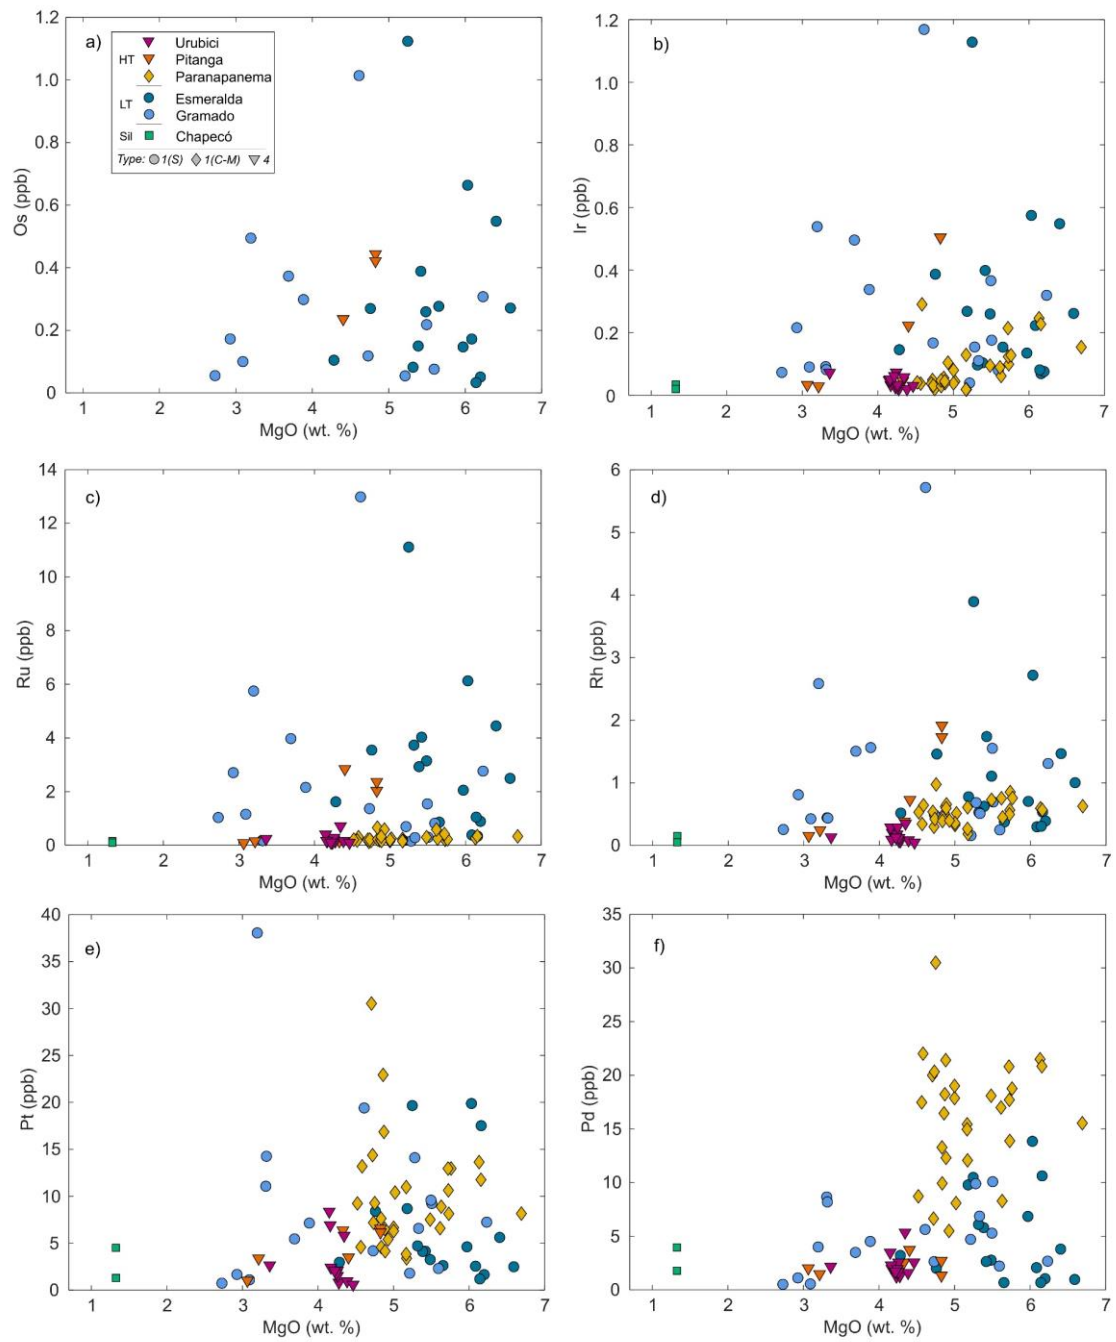 a)
HT
Urubici
Pitanga
Paranapanema
LT
Esmeralda
Gramado
Sil
Chapecó
Type: 1(S) 1(C-M) 4
1.2
1.0
0.8
0.6
0.4
0.2
0
Os (ppb)
1 2 3 4 5 6 7
MgO (wt. %)
b)
1.2
1.0
0.8
0.6
0.4
0.2
0
Ir (ppb)
1 2 3 4 5 6 7
MgO (wt. %)
c)
14
12
10
8
6
4
2
0
Ru (ppb)
1 2 3 4 5 6 7
MgO (wt. %)
d)
6
5
4
3
2
1
0
Rh (ppb)
1 2 3 4 5 6 7
MgO (wt. %)
e)
40
35
30
25
20
15
10
5
0
Pt (ppb)
1 2 3 4 5 6 7
MgO (wt. %)
f)
35
30
25
20
15
10
5
0
Pd (ppb)
1 2 3 4 5 6 7
MgO (wt. %)